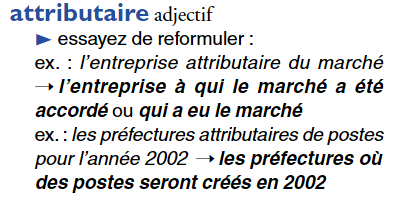 attributaire adjectif
► essayez de reformuler :
ex. : l'entreprise attributaire du marché
→ l'entreprise à qui le marché a été
accordé ou qui a eu le marché
ex. : les préfectures attributaires de postes
pour l'année 2002 → les préfectures où
des postes seront créés en 2002